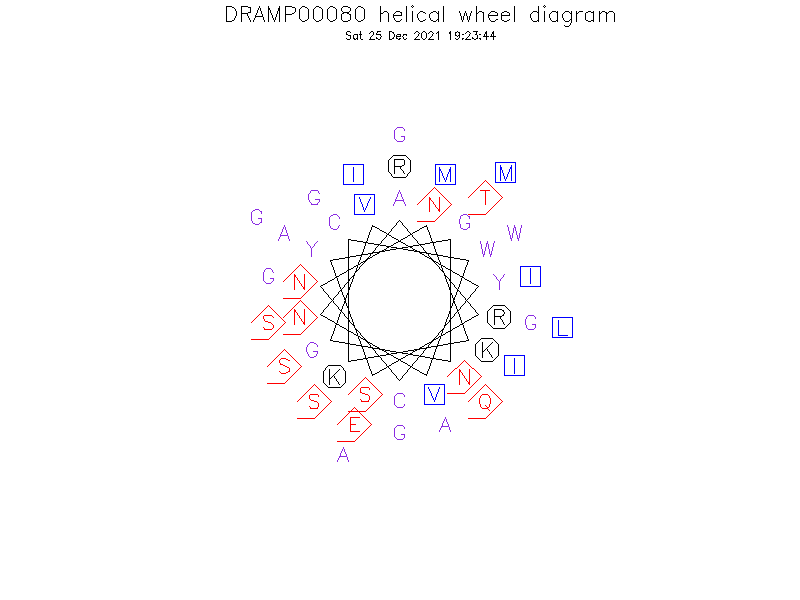 DRAMP00080 helical wheel diagram
Sat 25 Dec 2021 19:23:44
G
R
I M M
G V A N T
G C G
A W
Y W
G N Y I
S N R G L
G K
S I
K N
S S C V Q
E G A
A